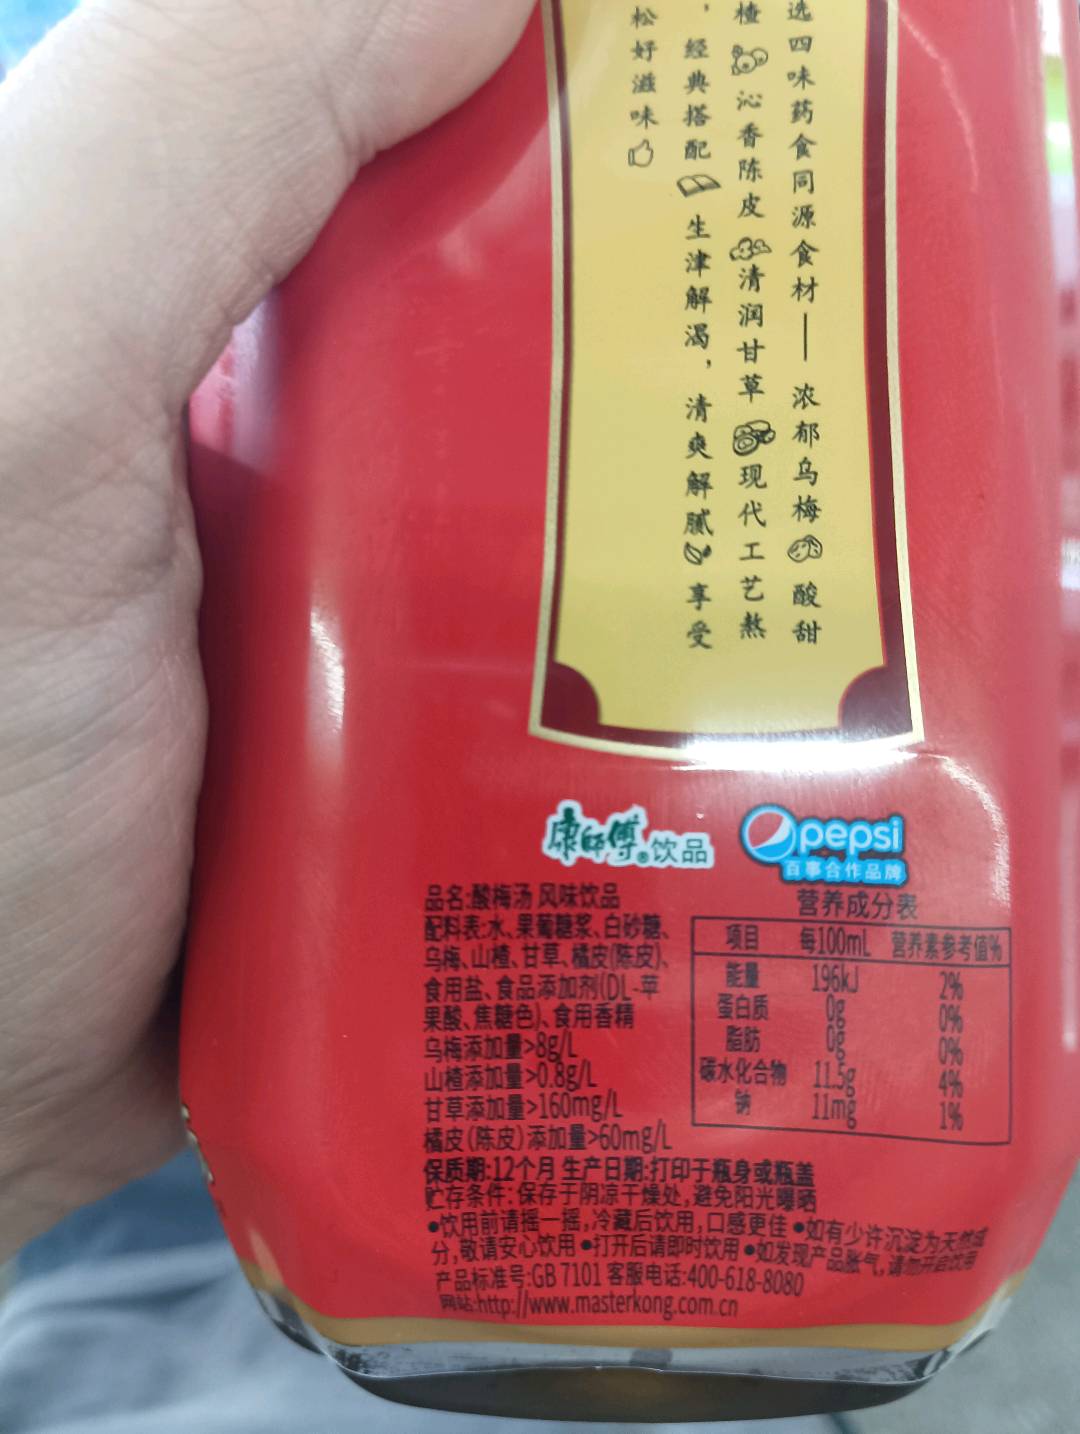 选四味药食同源食材——浓郁乌梅酸甜
楂沁香陈皮清润甘草现代工艺熬
，经典搭配生津解渴，清爽解腻享受
松好滋味
康師傅饮品
pepsi
百事合作品牌
品名:酸梅汤 风味饮品
配料表:水、果葡糖浆、白砂糖、
乌梅、山楂、甘草、橘皮(陈皮)、
食用盐、食品添加剂(DL-苹
果酸、焦糖色)、食用香精
乌梅添加量>8g/L
山楂添加量>0.8g/L
甘草添加量>160mg/L
橘皮(陈皮)添加量>60mg/L
营养成分表
项目 每100mL 营养素参考值%
能量 196kJ 2%
蛋白质 0g 0%
脂肪 0g 0%
碳水化合物 11.5g 4%
钠 11mg 1%
保质期:12个月 生产日期:打印于瓶身或瓶盖
贮存条件:保存于阴凉干燥处,避免阳光曝晒
●饮用前请摇一摇,冷藏后饮用,口感更佳 ●如有少许沉淀为天然成
分,敬请安心饮用 ●打开后请即时饮用 ●如发现产品胀气,请勿开启饮用
产品标准号:GB 7101 客服电话:400-618-8080
网站:http://www.masterkong.com.cn